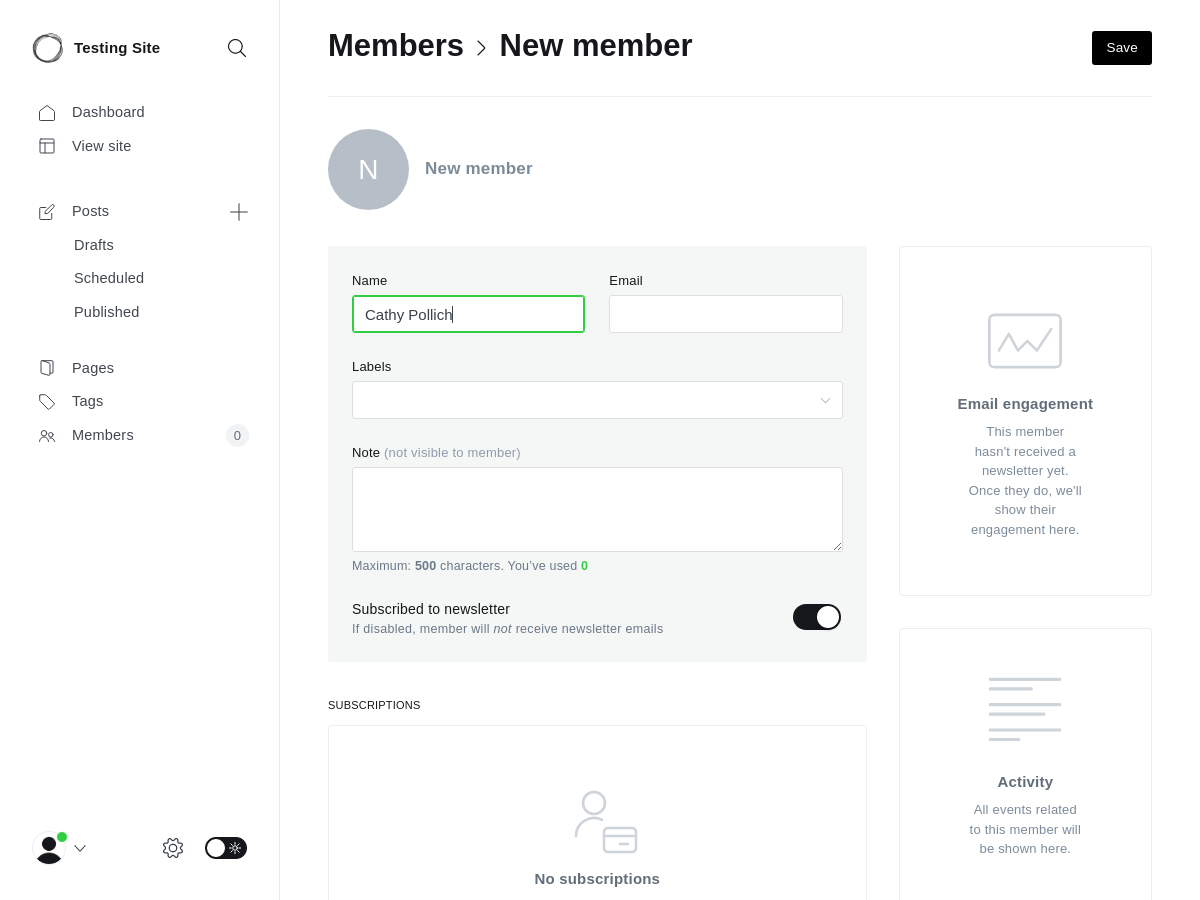 Testing Site
Dashboard
View site
Posts
Drafts
Scheduled
Published
Pages
Tags
Members 0
Members > New member
Save
N
New member
Name
Email
Cathy Pollich
Labels
Note (not visible to member)
Maximum: 500 characters. You've used 0
Subscribed to newsletter
If disabled, member will not receive newsletter emails
SUBSCRIPTIONS
No subscriptions
Email engagement
This member
hasn't received a
newsletter yet.
Once they do, we'll
show their
engagement here.
Activity
All events related
to this member will
be shown here.